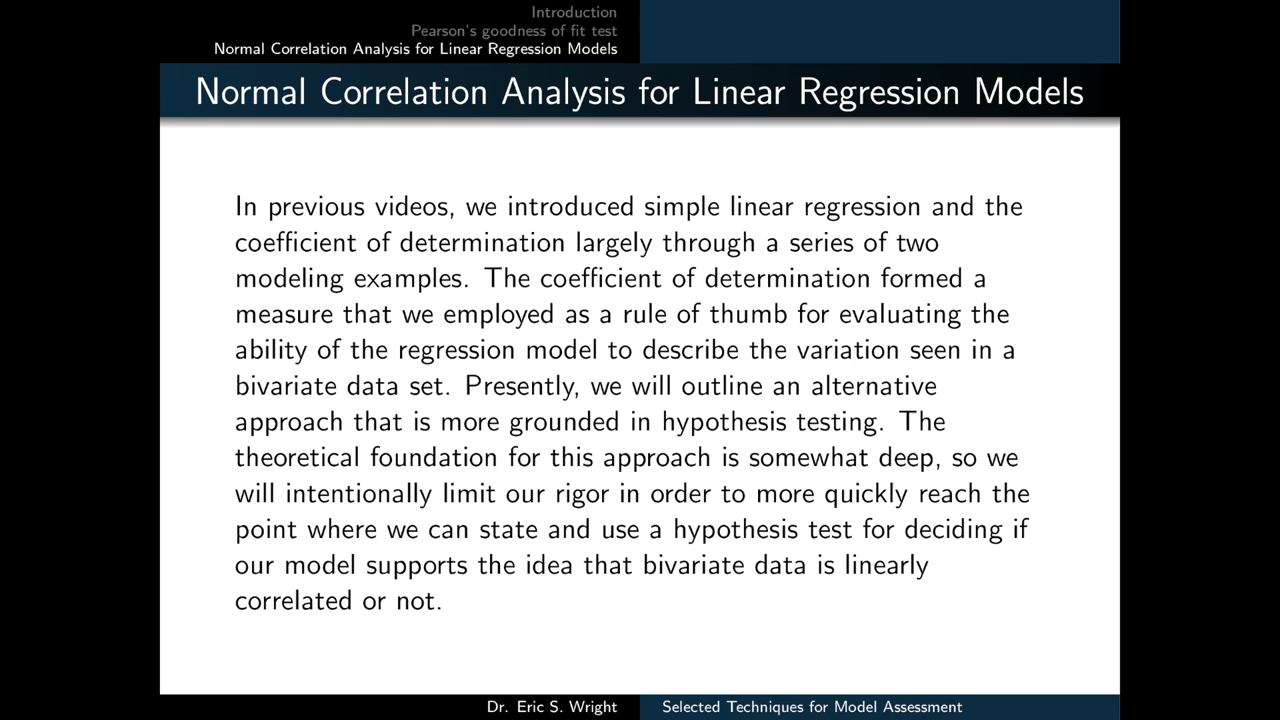 Introduction
Pearson's goodness of fit test
Normal Correlation Analysis for Linear Regression Models
Normal Correlation Analysis for Linear Regression Models
In previous videos, we introduced simple linear regression and the
coefficient of determination largely through a series of two
modeling examples. The coefficient of determination formed a
measure that we employed as a rule of thumb for evaluating the
ability of the regression model to describe the variation seen in a
bivariate data set. Presently, we will outline an alternative
approach that is more grounded in hypothesis testing. The
theoretical foundation for this approach is somewhat deep, so we
will intentionally limit our rigor in order to more quickly reach the
point where we can state and use a hypothesis test for deciding if
our model supports the idea that bivariate data is linearly
correlated or not.
Dr. Eric S. Wright
Selected Techniques for Model Assessment